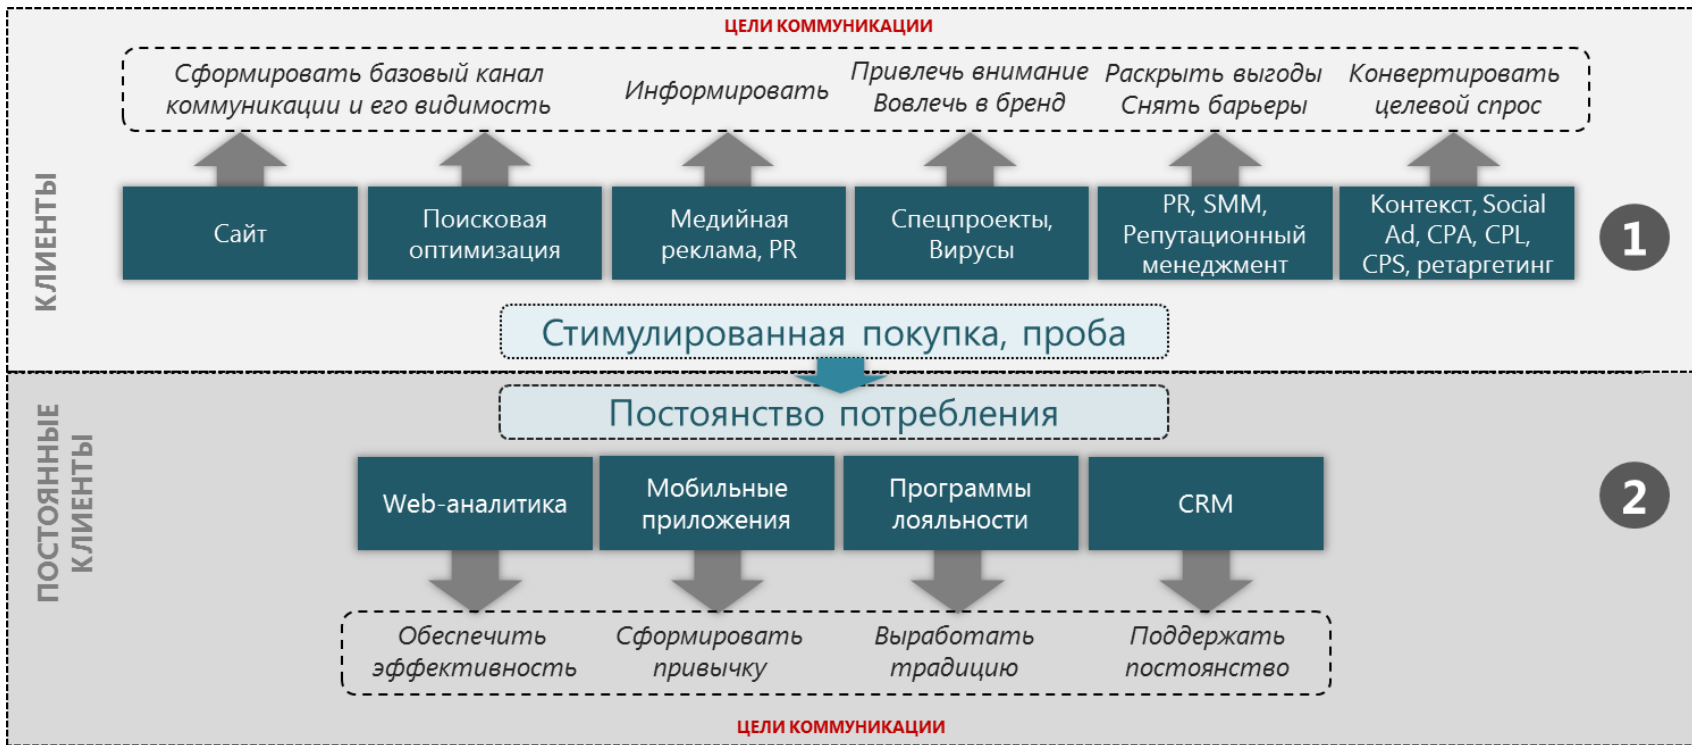 ЦЕЛИ КОММУНИКАЦИИ
Сформировать базовый канал
коммуникации и его видимость
Информировать
Привлечь внимание
Вовлечь в бренд
Раскрыть выгоды
Снять барьеры
Конвертировать
целевой спрос
КЛИЕНТЫ
Сайт
Поисковая
оптимизация
Медийная
реклама, PR
Спецпроекты,
Вирусы
PR, SMM,
Репутационный
менеджмент
Контекст, Social
Ad, CPA, CPL,
CPS, ретаргетинг
1
Стимулированная покупка, проба
Постоянство потребления
ПОСТОЯННЫЕ
КЛИЕНТЫ
Web-аналитика
Мобильные
приложения
Программы
лояльности
CRM
2
Обеспечить
эффективность
Сформировать
привычку
Выработать
традицию
Поддержать
постоянство
ЦЕЛИ КОММУНИКАЦИИ